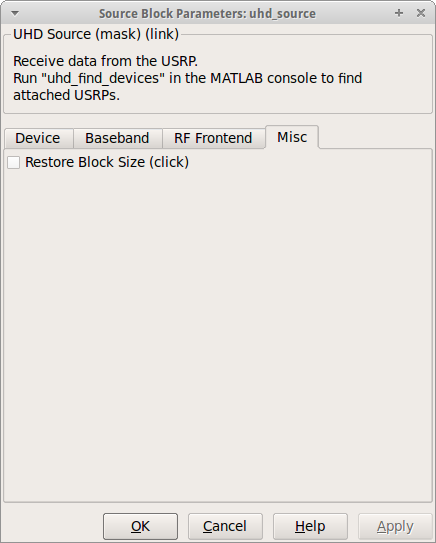 Source Block Parameters: uhd_source
UHD Source (mask) (link)
Receive data from the USRP.
Run "uhd_find_devices" in the MATLAB console to find
attached USRPs.
Device Baseband RF Frontend Misc
Restore Block Size (click)
OK Cancel Help Apply